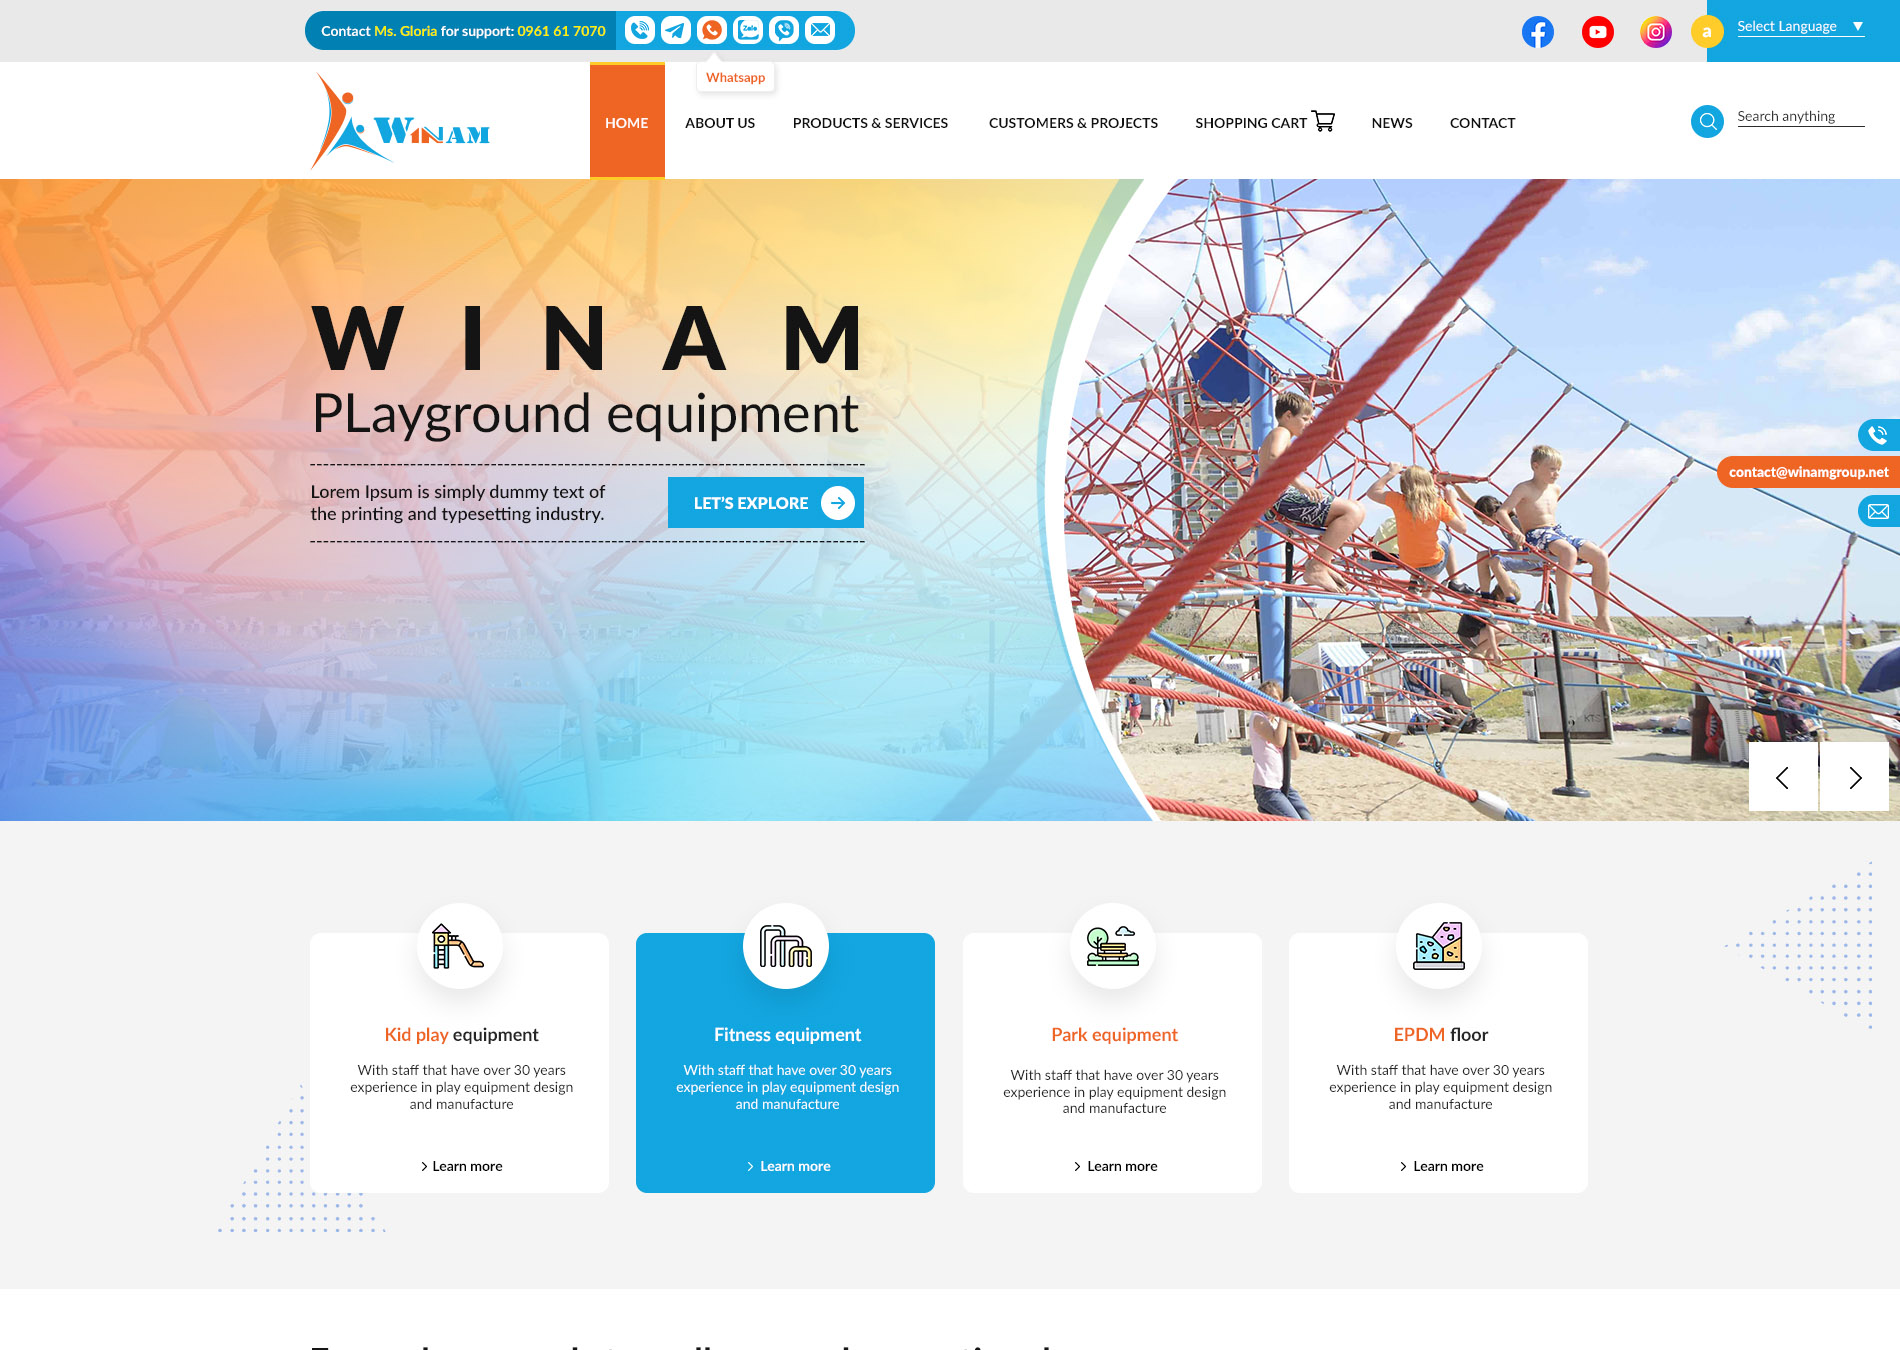 Contact Ms. Gloria for support: 0961 61 7070
Zalo
a
Select Language
Whatsapp
WINAM
HOME
ABOUT US
PRODUCTS & SERVICES
CUSTOMERS & PROJECTS
SHOPPING CART
NEWS
CONTACT
Search anything
WINAM
PLayground equipment
Lorem Ipsum is simply dummy text of
the printing and typesetting industry.
LET'S EXPLORE
contact@winamgroup.net
Kid play equipment
With staff that have over 30 years
experience in play equipment design
and manufacture
Learn more
Fitness equipment
With staff that have over 30 years
experience in play equipment design
and manufacture
Learn more
Park equipment
With staff that have over 30 years
experience in play equipment design
and manufacture
Learn more
EPDM floor
With staff that have over 30 years
experience in play equipment design
and manufacture
Learn more